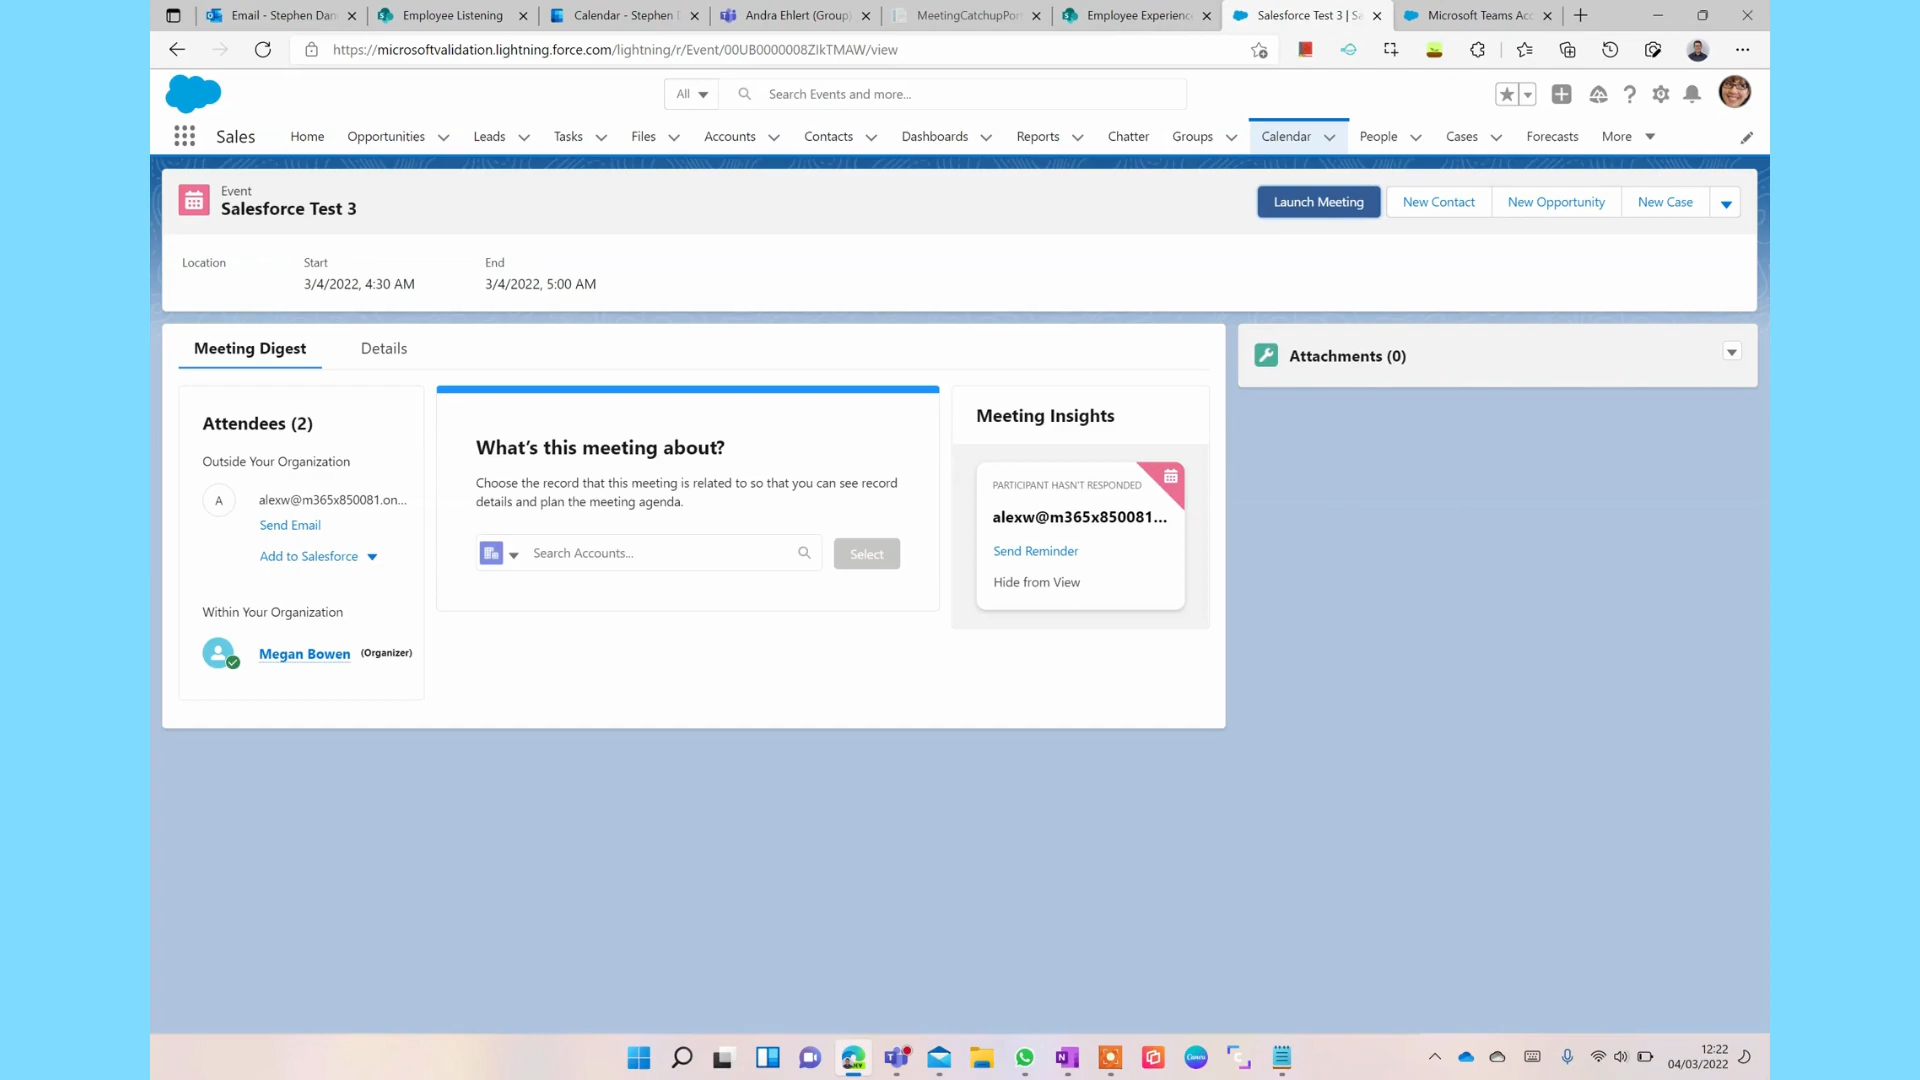 Email - Stephen Dan
Employee Listening
Calendar - Stephen D
Andra Ehlert (Group)
MeetingCatchupPor
Employee Experienc
Salesforce Test 3 | Sa
Microsoft Teams Acc
https://microsoftvalidation.lightning.force.com/lightning/r/Event/00UB0000008ZIkTMAW/view
All
Search Events and more...
Sales
Home
Opportunities
Leads
Tasks
Files
Accounts
Contacts
Dashboards
Reports
Chatter
Groups
Calendar
People
Cases
Forecasts
More
Event
Salesforce Test 3
Launch Meeting
New Contact
New Opportunity
New Case
Location
Start
End
3/4/2022, 4:30 AM
3/4/2022, 5:00 AM
Meeting Digest
Details
Attachments (0)
Attendees (2)
Outside Your Organization
A
alexw@m365x850081.on...
Send Email
Add to Salesforce
Within Your Organization
Megan Bowen (Organizer)
What's this meeting about?
Choose the record that this meeting is related to so that you can see record
details and plan the meeting agenda.
Search Accounts...
Select
Meeting Insights
PARTICIPANT HASN'T RESPONDED
alexw@m365x850081...
Send Reminder
Hide from View
12:22
04/03/2022